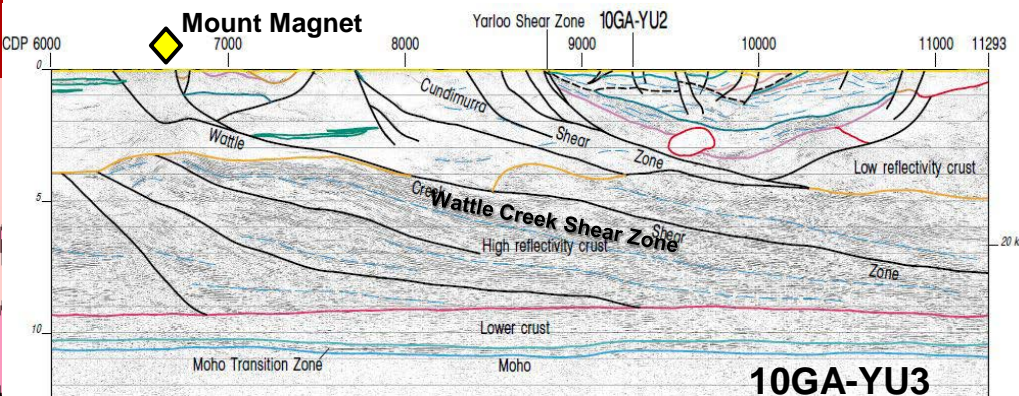 Mount Magnet
Yarloo Shear Zone 10GA-YU2
CDP 6000 7000 8000 9000 10000 11000 11293
0
Cundimurra
Shear
Zone
Wattle
Low reflectivity crust
Creek
5
Wattle Creek Shear Zone
Shear
High reflectivity crust
20 k
Zone
Lower crust
10
Moho Transition Zone
Moho
10GA-YU3